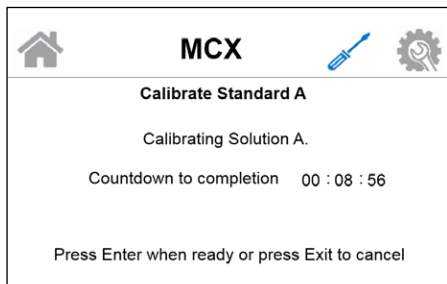 MCX
Calibrate Standard A
Calibrating Solution A.
Countdown to completion 00 : 08 : 56
Press Enter when ready or press Exit to cancel